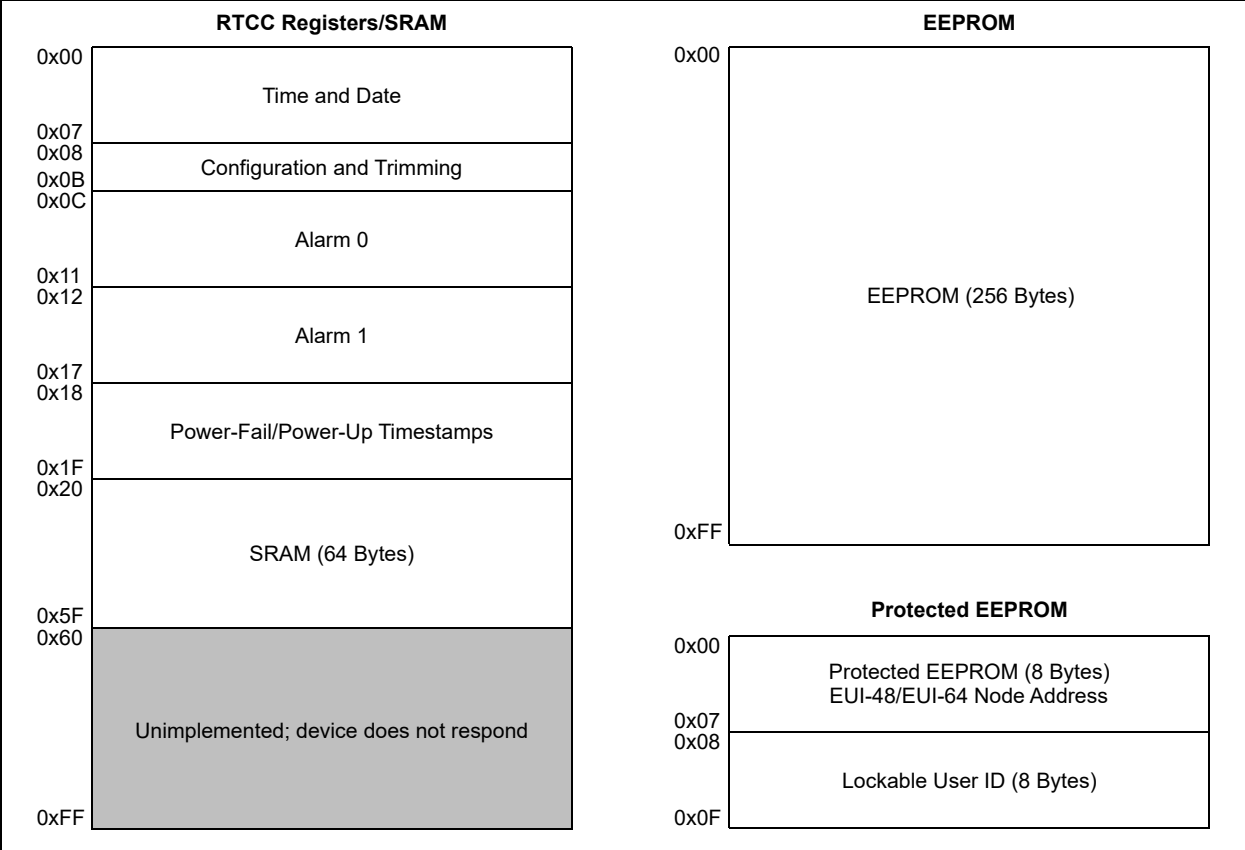 RTCC Registers/SRAM
0x00
Time and Date
0x07
0x08
Configuration and Trimming
0x0B
0x0C
Alarm 0
0x11
0x12
Alarm 1
0x17
0x18
Power-Fail/Power-Up Timestamps
0x1F
0x20
SRAM (64 Bytes)
0x5F
0x60
Unimplemented; device does not respond
0xFF
EEPROM
0x00
EEPROM (256 Bytes)
0xFF
Protected EEPROM
0x00
Protected EEPROM (8 Bytes)
EUI-48/EUI-64 Node Address
0x07
0x08
Lockable User ID (8 Bytes)
0x0F